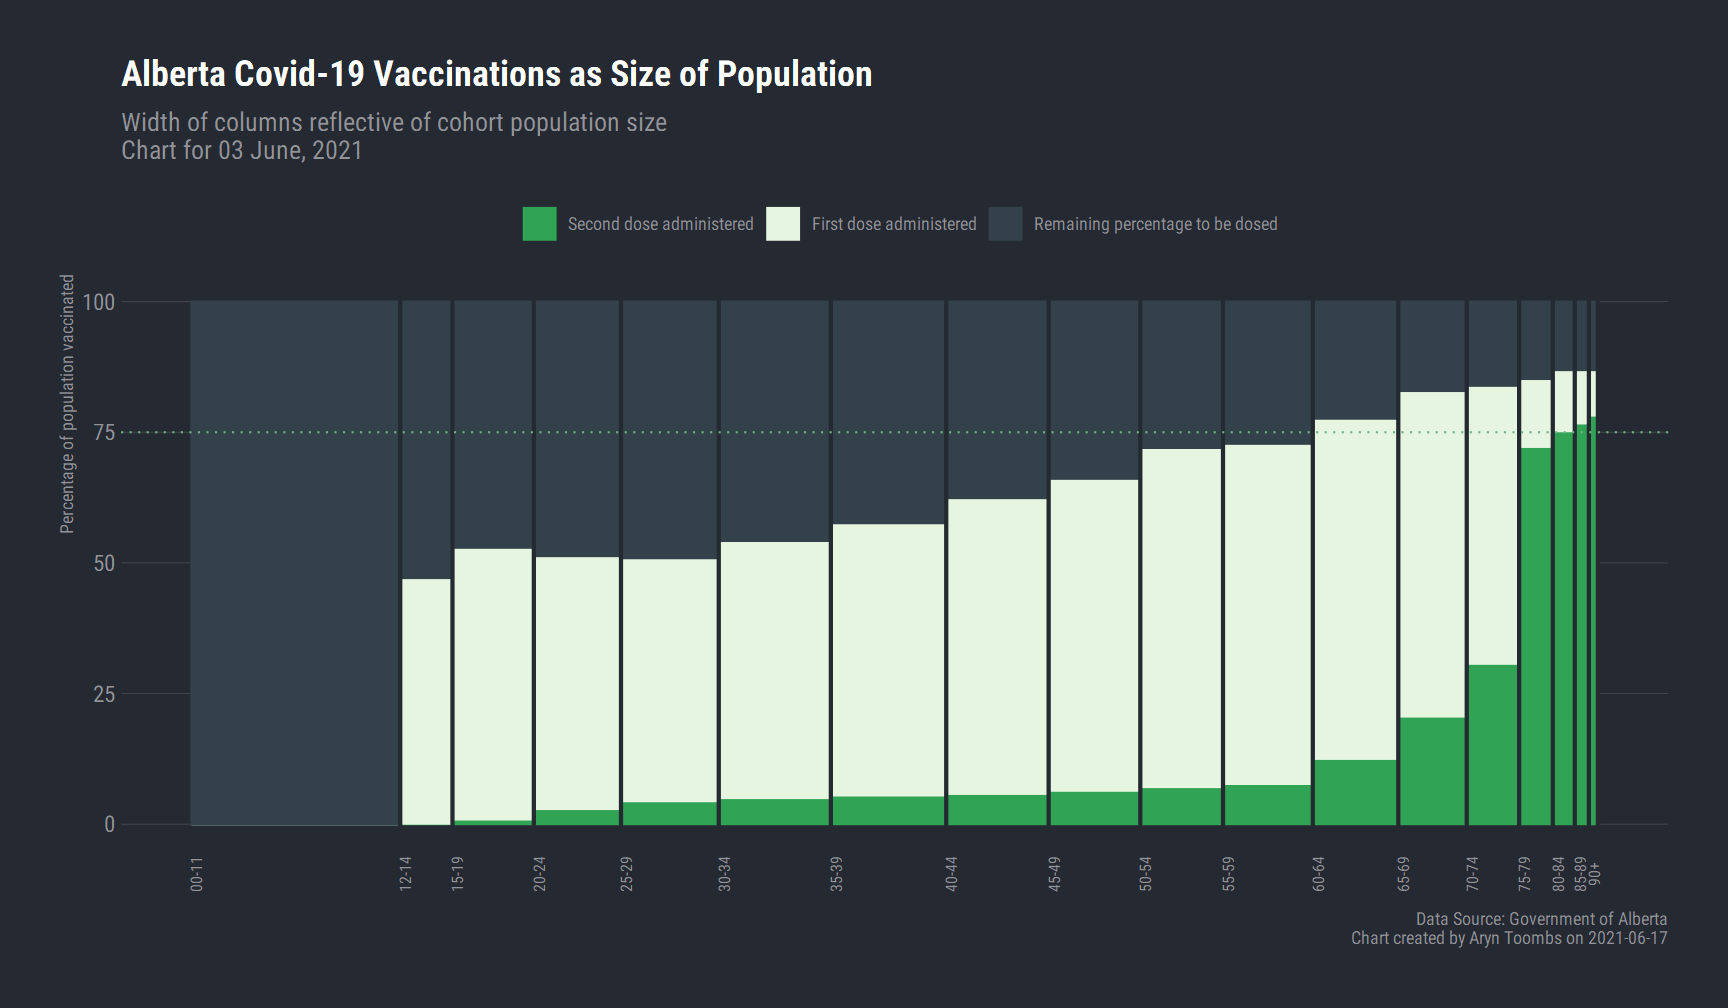 Alberta Covid-19 Vaccinations as Size of Population
Width of columns reflective of cohort population size
Chart for 03 June, 2021
Second dose administered
First dose administered
Remaining percentage to be dosed
Percentage of population vaccinated
100
75
50
25
0
00-11
12-14
15-19
20-24
25-29
30-34
35-39
40-44
45-49
50-54
55-59
60-64
65-69
70-74
75-79
80-84
85-89
90+
Data Source: Government of Alberta
Chart created by Aryn Toombs on 2021-06-17